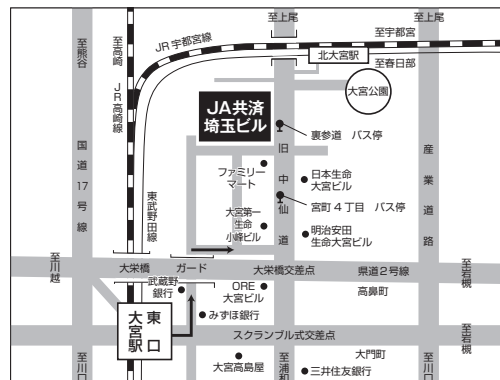 至上尾
至上尾
至宇都宮
JR宇都宮線
北大宮駅
至熊谷
至高崎
至春日部
大宮公園
JR高崎線
JA共済
埼玉ビル
裏参道 バス停
国道17号線
旧中仙道
産業道路
ファミリー
マート
日本生命
大宮ビル
東武野田線
宮町4丁目 バス停
大宮第一
生命
小峰ビル
明治安田
生命大宮ビル
至川越
大栄橋
ガード
大栄橋交差点
県道2号線
至岩槻
武蔵野
銀行
ORE
大宮ビル
高鼻町
東口
大宮駅
みずほ銀行
スクランブル式交差点
至岩槻
大門町
至川口
大宮高島屋
至浦和
三井住友銀行
至川口